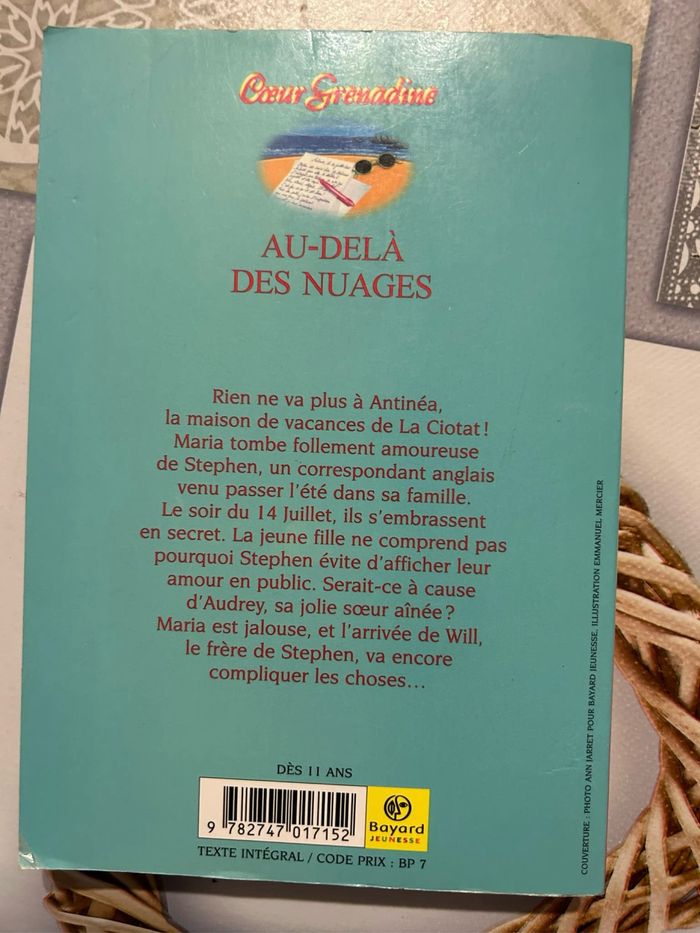 Cœur Grenadine
AU-DELÀ
DES NUAGES
Rien ne va plus à Antinéa,
la maison de vacances de La Ciotat !
Maria tombe follement amoureuse
de Stephen, un correspondant anglais
venu passer l'été dans sa famille.
Le soir du 14 Juillet, ils s'embrassent
en secret. La jeune fille ne comprend pas
pourquoi Stephen évite d'afficher leur
amour en public. Serait-ce à cause
d'Audrey, sa jolie sœur aînée ?
Maria est jalouse, et l'arrivée de Will,
le frère de Stephen, va encore
compliquer les choses…
DÈS 11 ANS
9 782747 017152
Bayard
JEUNESSE
TEXTE INTÉGRAL / CODE PRIX : BP 7
COUVERTURE : PHOTO ANN JARRET POUR BAYARD JEUNESSE, ILLUSTRATION EMMANUEL MERCIER